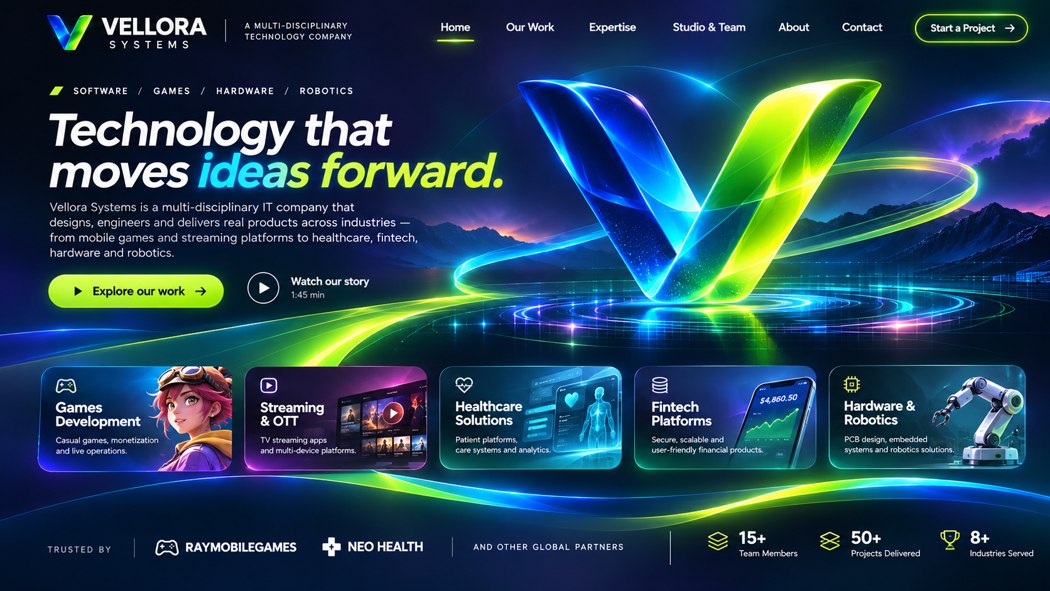 VELLORA
SYSTEMS
A MULTI-DISCIPLINARY
TECHNOLOGY COMPANY
Home
Our Work
Expertise
Studio & Team
About
Contact
Start a Project
SOFTWARE / GAMES / HARDWARE / ROBOTICS
Technology that
moves ideas forward.
Vellora Systems is a multi-disciplinary IT company that
designs, engineers and delivers real products across industries —
from mobile games and streaming platforms to healthcare, fintech,
hardware and robotics.
Explore our work
Watch our story
1:45 min
Games
Development
Casual games, monetization
and live operations.
Streaming
& OTT
TV streaming apps
and multi-device platforms.
Healthcare
Solutions
Patient platforms,
care systems and analytics.
Fintech
Platforms
Secure, scalable and
user-friendly financial products.
$4,860.50
Hardware &
Robotics
PCB design, embedded
systems and robotics solutions.
TRUSTED BY
RAYMOBILEGAMES
NEO HEALTH
AND OTHER GLOBAL PARTNERS
15+
Team Members
50+
Projects Delivered
8+
Industries Served